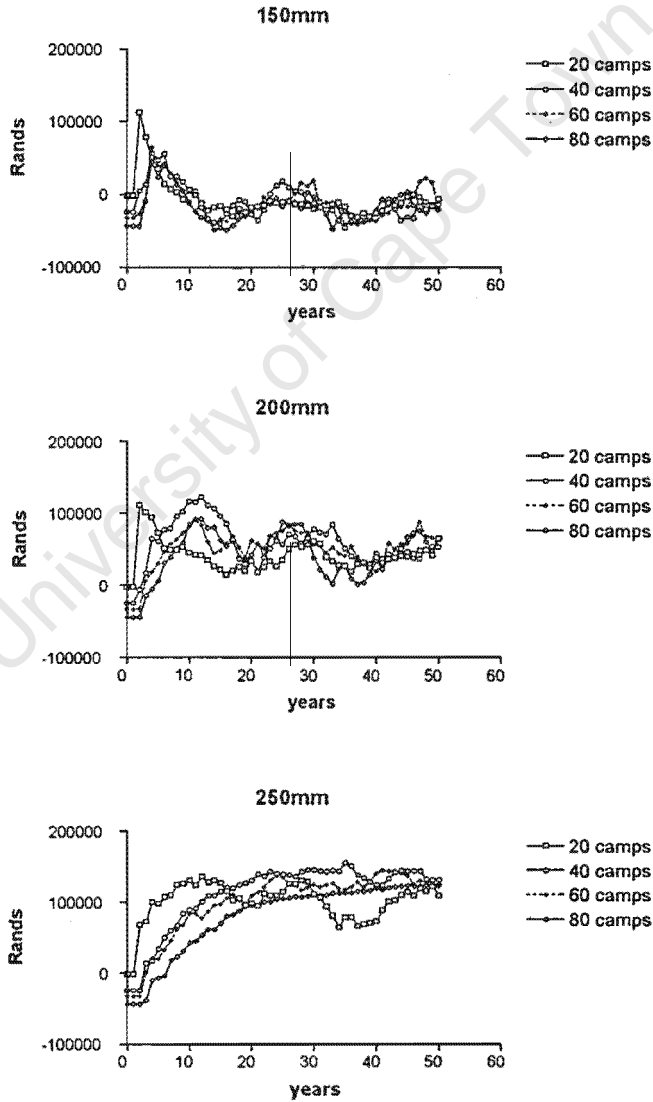 150mm
200000
100000
0
-100000
Rands
0 10 20 30 40 50 60
years
20 camps
40 camps
60 camps
80 camps
200mm
200000
100000
0
-100000
Rands
0 10 20 30 40 50 60
years
20 camps
40 camps
60 camps
80 camps
250mm
200000
100000
0
-100000
Rands
0 10 20 30 40 50 60
years
20 camps
40 camps
60 camps
80 camps
University of Cape Town